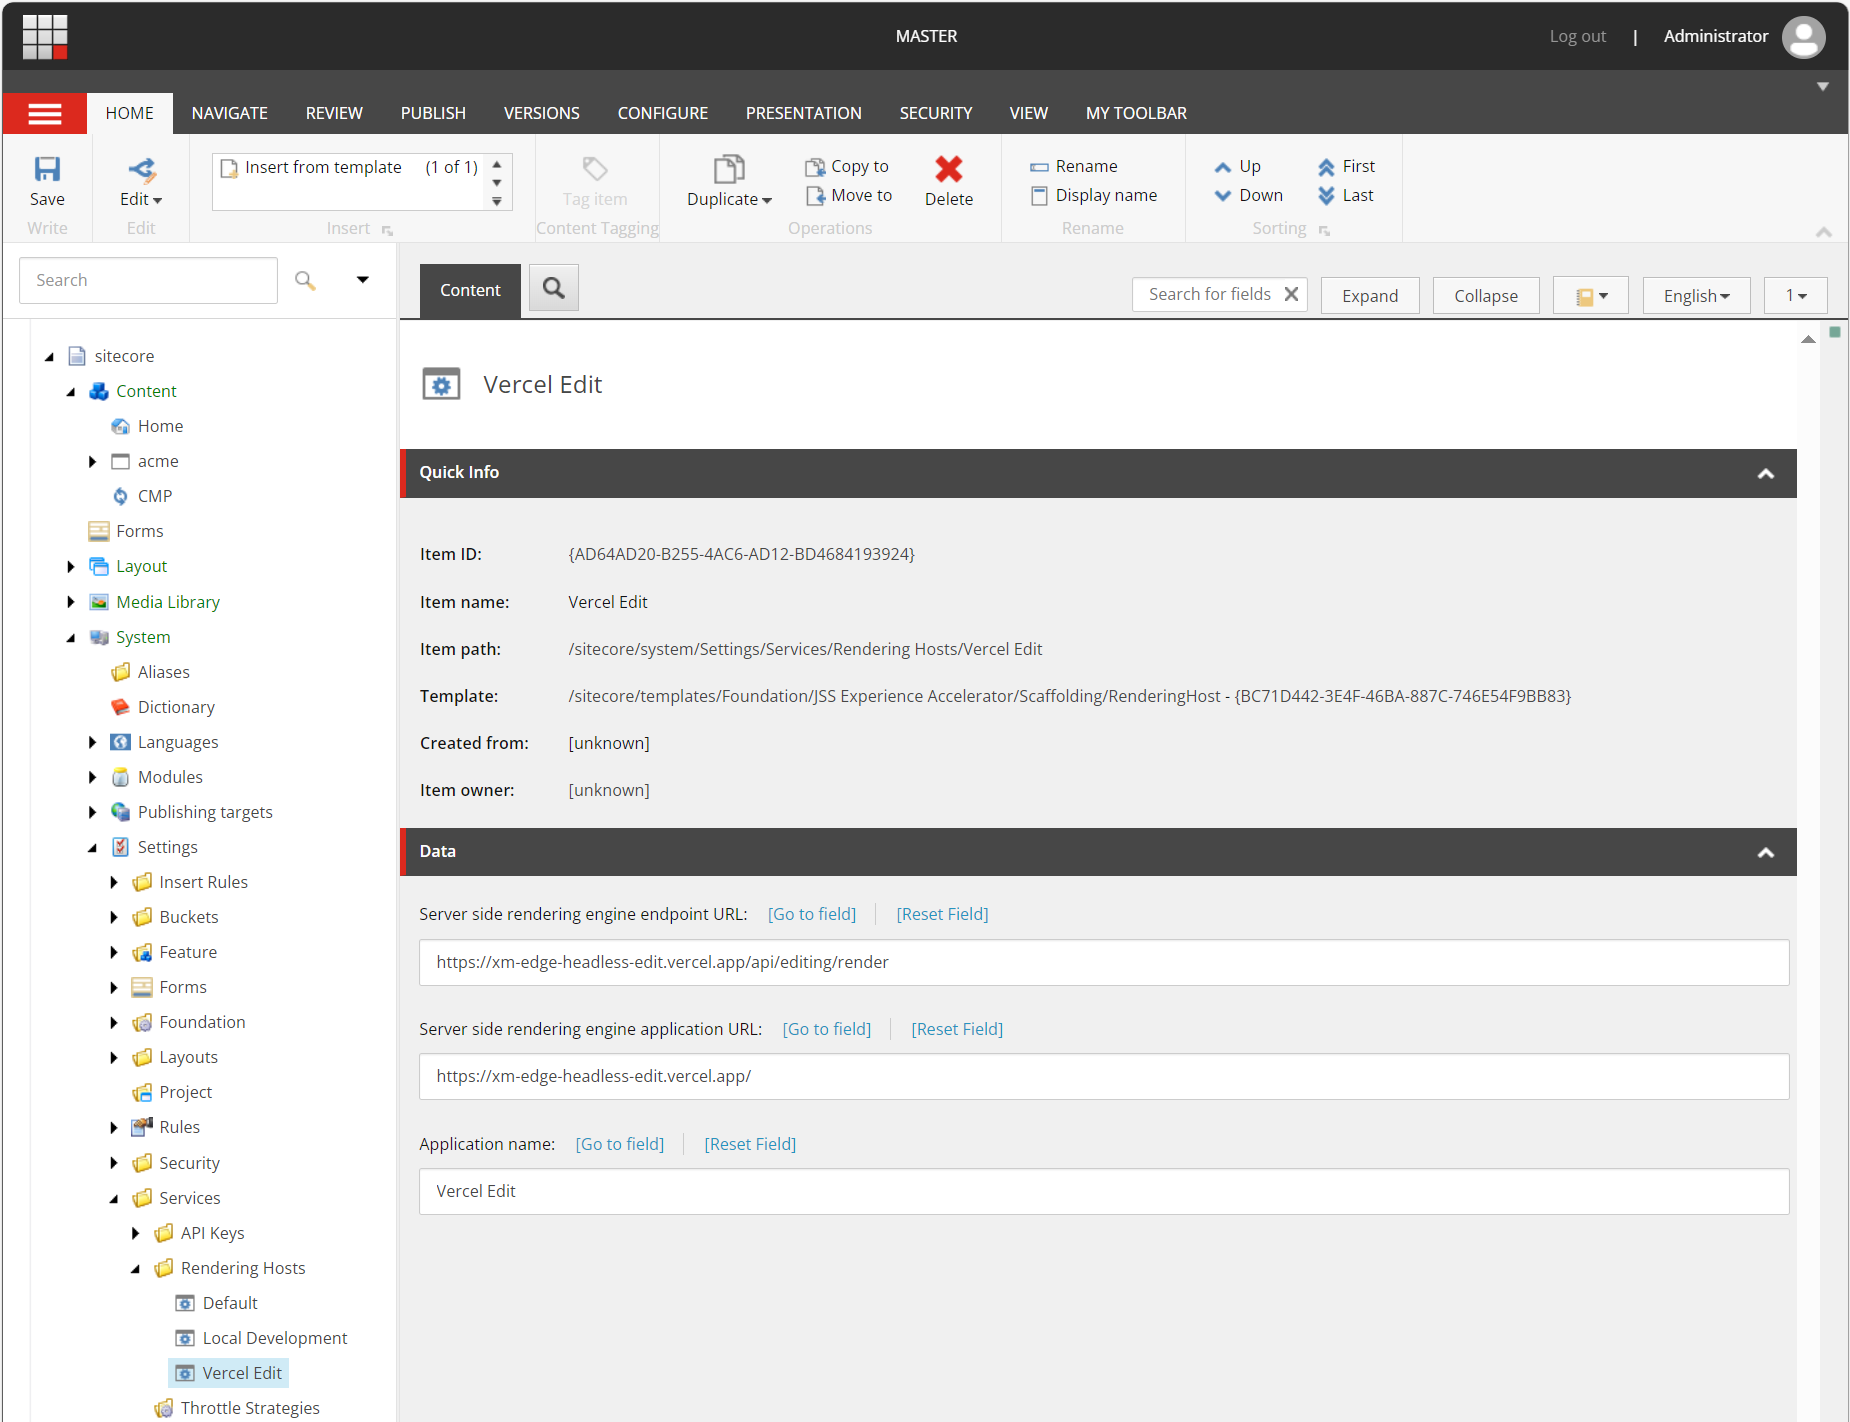 MASTER
Log out | Administrator
HOME NAVIGATE REVIEW PUBLISH VERSIONS CONFIGURE PRESENTATION SECURITY VIEW MY TOOLBAR
Save
Write
Edit
Edit
Insert from template (1 of 1)
Insert
Tag item
Content Tagging
Duplicate
Copy to
Move to
Delete
Operations
Rename
Display name
Rename
Up
Down
First
Last
Sorting
Search
sitecore
Content
Home
acme
CMP
Forms
Layout
Media Library
System
Aliases
Dictionary
Languages
Modules
Publishing targets
Settings
Insert Rules
Buckets
Feature
Forms
Foundation
Layouts
Project
Rules
Security
Services
API Keys
Rendering Hosts
Default
Local Development
Vercel Edit
Throttle Strategies
Content
Search for fields
Expand
Collapse
English
1
Vercel Edit
Quick Info
Item ID: {AD64AD20-B255-4AC6-AD12-BD4684193924}
Item name: Vercel Edit
Item path: /sitecore/system/Settings/Services/Rendering Hosts/Vercel Edit
Template: /sitecore/templates/Foundation/JSS Experience Accelerator/Scaffolding/RenderingHost - {BC71D442-3E4F-46BA-887C-746E54F9BB83}
Created from: [unknown]
Item owner: [unknown]
Data
Server side rendering engine endpoint URL: [Go to field] [Reset Field]
https://xm-edge-headless-edit.vercel.app/api/editing/render
Server side rendering engine application URL: [Go to field] [Reset Field]
https://xm-edge-headless-edit.vercel.app/
Application name: [Go to field] [Reset Field]
Vercel Edit